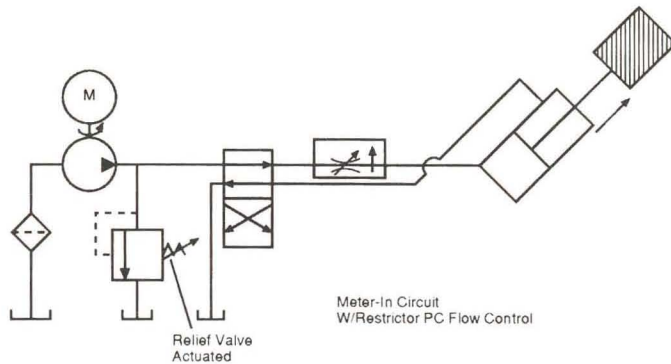 M
Meter-In Circuit
W/Restrictor PC Flow Control
Relief Valve
Actuated